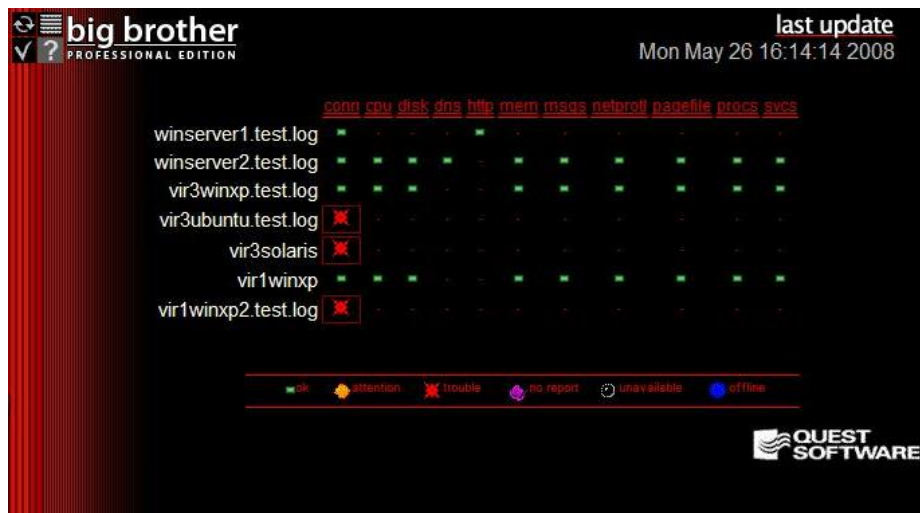 big brother
PROFESSIONAL EDITION
last update
Mon May 26 16:14:14 2008
conn cpu disk dns http mem msgs netprotl pagefile procs svcs
winserver1.test.log
winserver2.test.log
vir3winxp.test.log
vir3ubuntu.test.log
vir3solaris
vir1winxp
vir1winxp2.test.log
ok attention trouble no report unavailable offline
QUEST
SOFTWARE